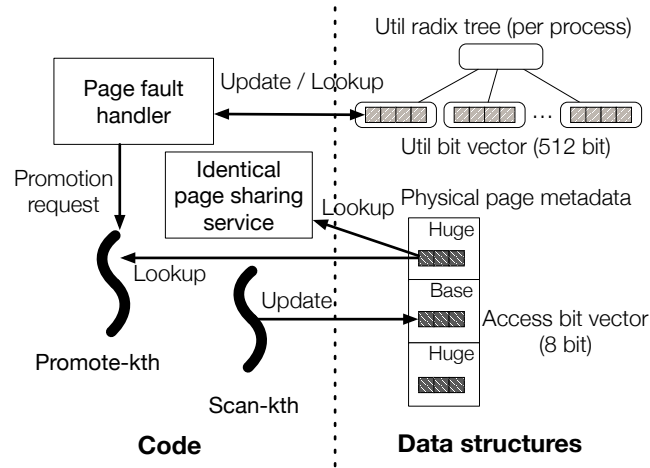 Util radix tree (per process)
Page fault
handler
Update / Lookup
...
Util bit vector (512 bit)
Promotion
request
Identical
page sharing
service
Lookup
Physical page metadata
Huge
Lookup
Update
Base
Access bit vector
(8 bit)
Huge
Promote-kth
Scan-kth
Code
Data structures